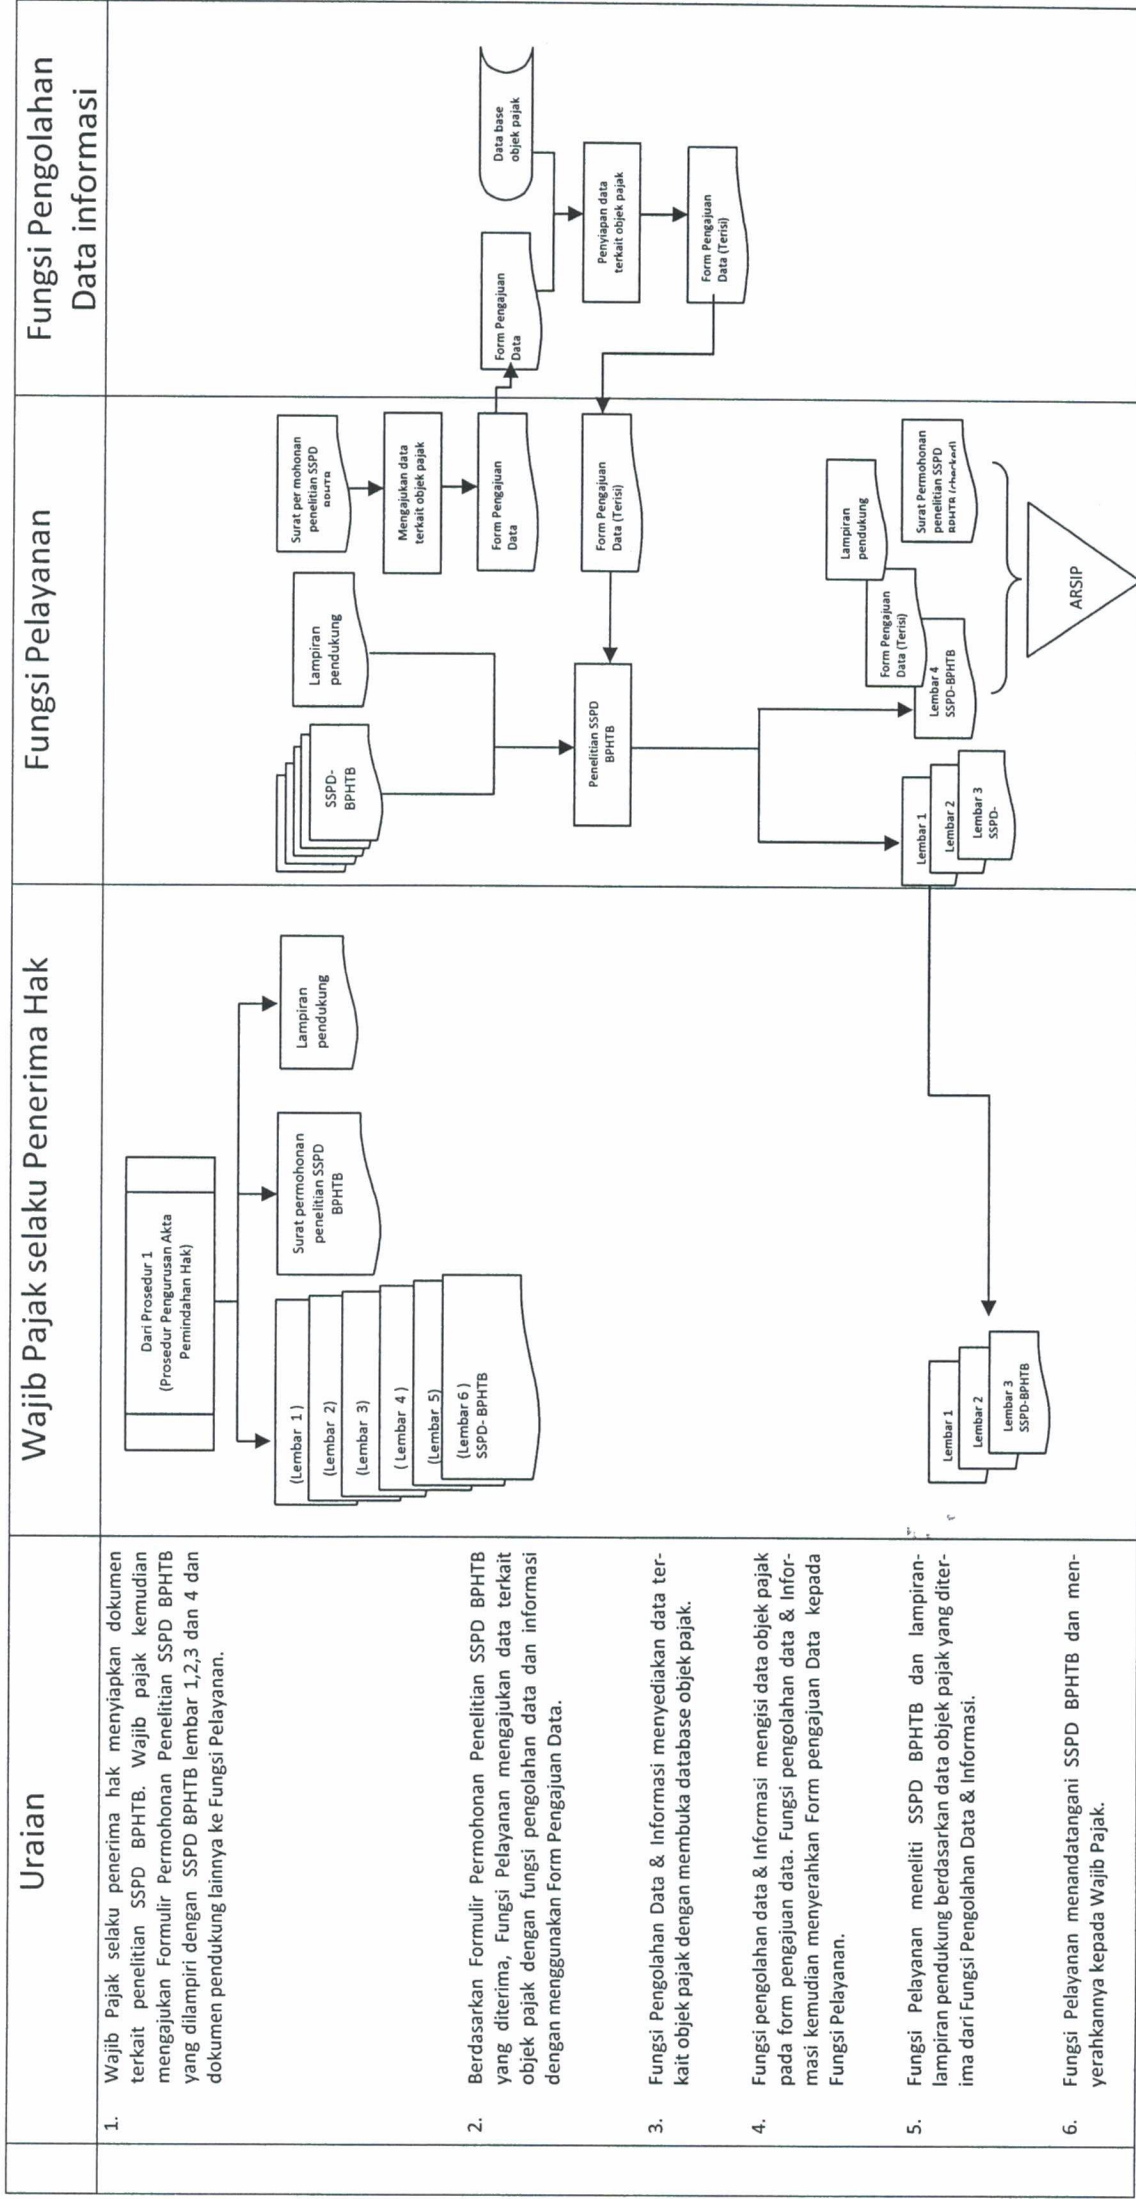 Uraian
Wajib Pajak selaku Penerima Hak
Fungsi Pelayanan
Fungsi Pengolahan
Data informasi
1. Wajib Pajak selaku penerima hak menyiapkan dokumen
terkait penelitian SSPD BPHTB. Wajib pajak kemudian
mengajukan Formulir Permohonan Penelitian SSPD BPHTB
yang dilampiri dengan SSPD BPHTB lembar 1,2,3 dan 4 dan
dokumen pendukung lainnya ke Fungsi Pelayanan.
2. Berdasarkan Formulir Permohonan Penelitian SSPD BPHTB
yang diterima, Fungsi Pelayanan mengajukan data terkait
objek pajak dengan fungsi pengolahan data dan informasi
dengan menggunakan Form Pengajuan Data.
3. Fungsi Pengolahan Data & Informasi menyediakan data ter-
kait objek pajak dengan membuka database objek pajak.
4. Fungsi pengolahan data & Informasi mengisi data objek pajak
pada form pengajuan data. Fungsi pengolahan data & Infor-
masi kemudian menyerahkan Form pengajuan Data kepada
Fungsi Pelayanan.
5. Fungsi Pelayanan meneliti SSPD BPHTB dan lampiran-
lampiran pendukung berdasarkan data objek pajak yang diter-
ima dari Fungsi Pengolahan Data & Informasi.
6. Fungsi Pelayanan menandatangani SSPD BPHTB dan men-
yerahkannya kepada Wajib Pajak.
Dari Prosedur 1
(Prosedur Pengurusan Akta
Pemindahan Hak)
(Lembar 1 )
(Lembar 2)
(Lembar 3)
( Lembar 4 )
(Lembar 5)
(Lembar 6 )
SSPD- BPHTB
Surat permohonan
penelitian SSPD
BPHTB
Lampiran
pendukung
Lembar 1
Lembar 2
Lembar 3
SSPD-BPHTB
SSPD-
BPHTB
Lampiran
pendukung
Surat per mohonan
penelitian SSPD
BPHTB
Mengajukan data
terkait objek pajak
Form Pengajuan
Data
Form Pengajuan
Data (Terisi)
Penelitian SSPD
BPHTB
Lembar 1
Lembar 2
Lembar 3
SSPD-
Lembar 4
SSPD-BPHTB
Form Pengajuan
Data (Terisi)
Lampiran
pendukung
Surat Permohonan
penelitian SSPD
BPHTB (checked)
ARSIP
Form Pengajuan
Data
Data base
objek pajak
Penyiapan data
terkait objek pajak
Form Pengajuan
Data (Terisi)